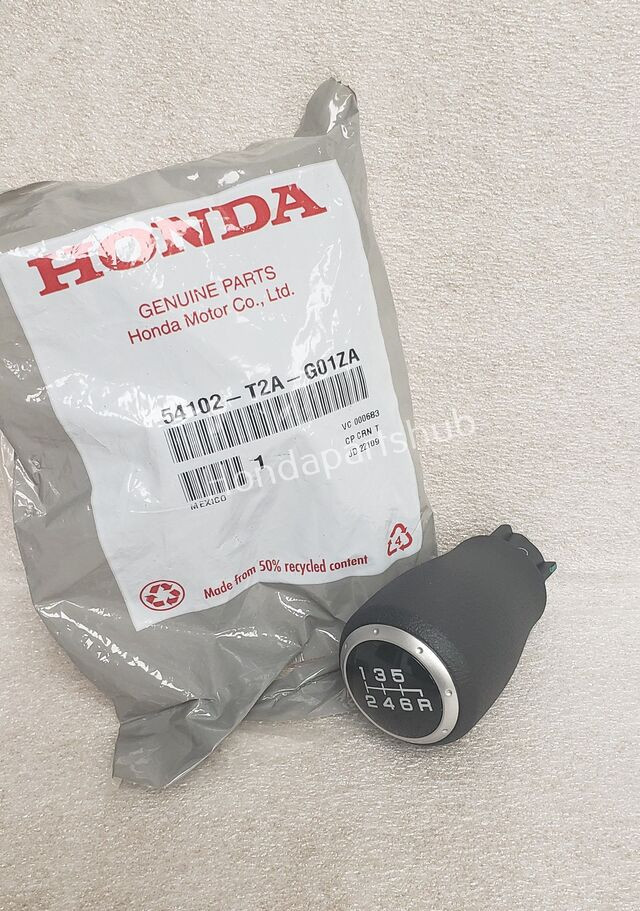 HONDA
GENUINE PARTS
Honda Motor Co., Ltd.
54102-T2A-G01ZA
VC 000683
CP CRN T
JD 22109
1
MEXICO
Hondapartshub
4
Made from 50% recycled content
1 3 5
2 4 6 R